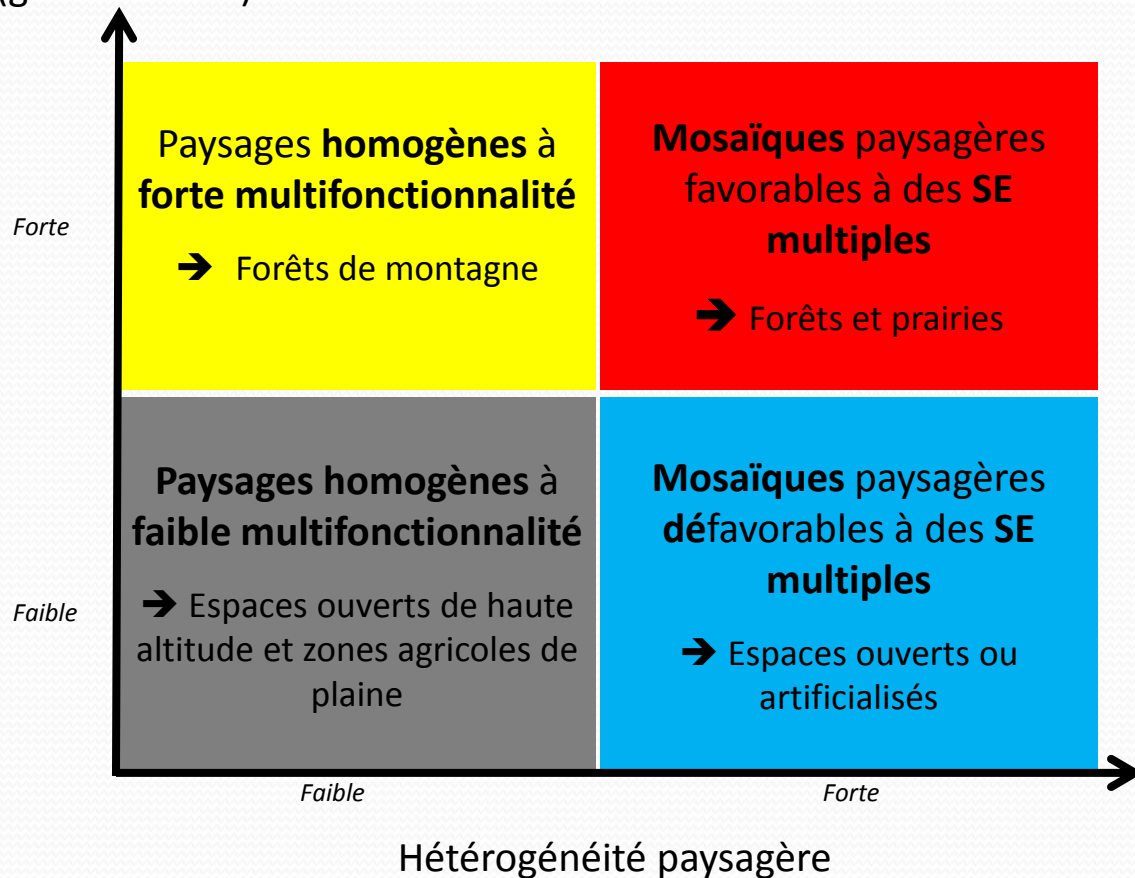 Paysages homogènes à
forte multifonctionnalité
➔ Forêts de montagne
Mosaïques paysagères
favorables à des SE
multiples
➔ Forêts et prairies
Forte
Paysages homogènes à
faible multifonctionnalité
➔ Espaces ouverts de haute
altitude et zones agricoles de
plaine
Mosaïques paysagères
défavorables à des SE
multiples
➔ Espaces ouverts ou
artificialisés
Faible
Faible
Forte
Hétérogénéité paysagère